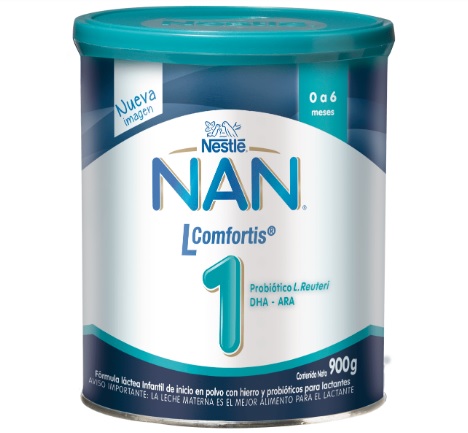 Nueva
imagen
0 a 6
meses
Nestlé
NAN®
L Comfortis®
1
Probiótico L.Reuteri
DHA - ARA
Contenido Neto 900g
Fórmula láctea Infantil de inicio en polvo con hierro y probióticos para lactantes
AVISO IMPORTANTE: LA LECHE MATERNA ES EL MEJOR ALIMENTO PARA EL LACTANTE